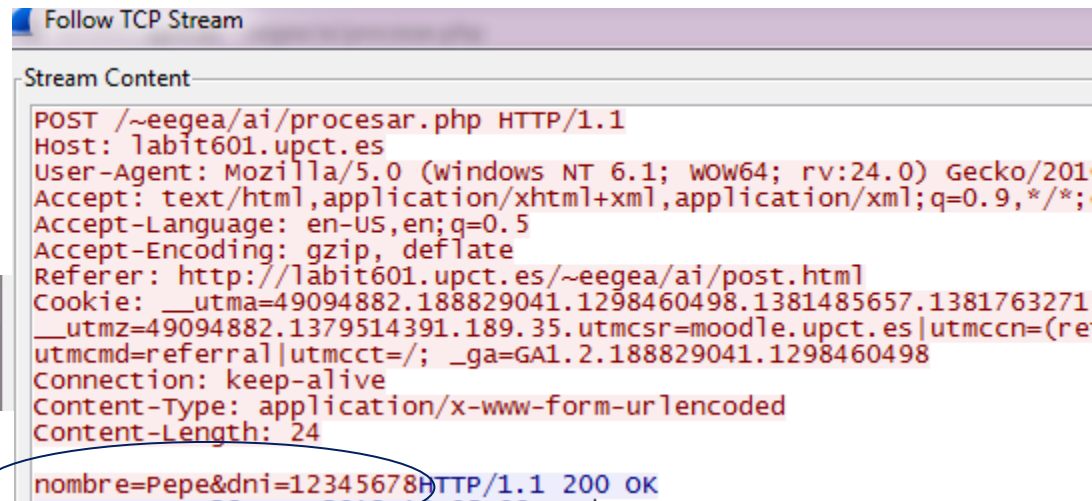 Follow TCP Stream
Stream Content
POST /~eegea/ai/procesar.php HTTP/1.1
Host: labit601.upct.es
User-Agent: Mozilla/5.0 (Windows NT 6.1; WOW64; rv:24.0) Gecko/201
Accept: text/html,application/xhtml+xml,application/xml;q=0.9,*/*;
Accept-Language: en-US,en;q=0.5
Accept-Encoding: gzip, deflate
Referer: http://labit601.upct.es/~eegea/ai/post.html
Cookie: __utma=49094882.188829041.1298460498.1381485657.1381763271
__utmz=49094882.1379514391.189.35.utmcsr=moodle.upct.es|utmccn=(re
utmcmd=referral|utmcct=/; _ga=GA1.2.188829041.1298460498
Connection: keep-alive
Content-Type: application/x-www-form-urlencoded
Content-Length: 24
nombre=Pepe&dni=12345678HTTP/1.1 200 OK